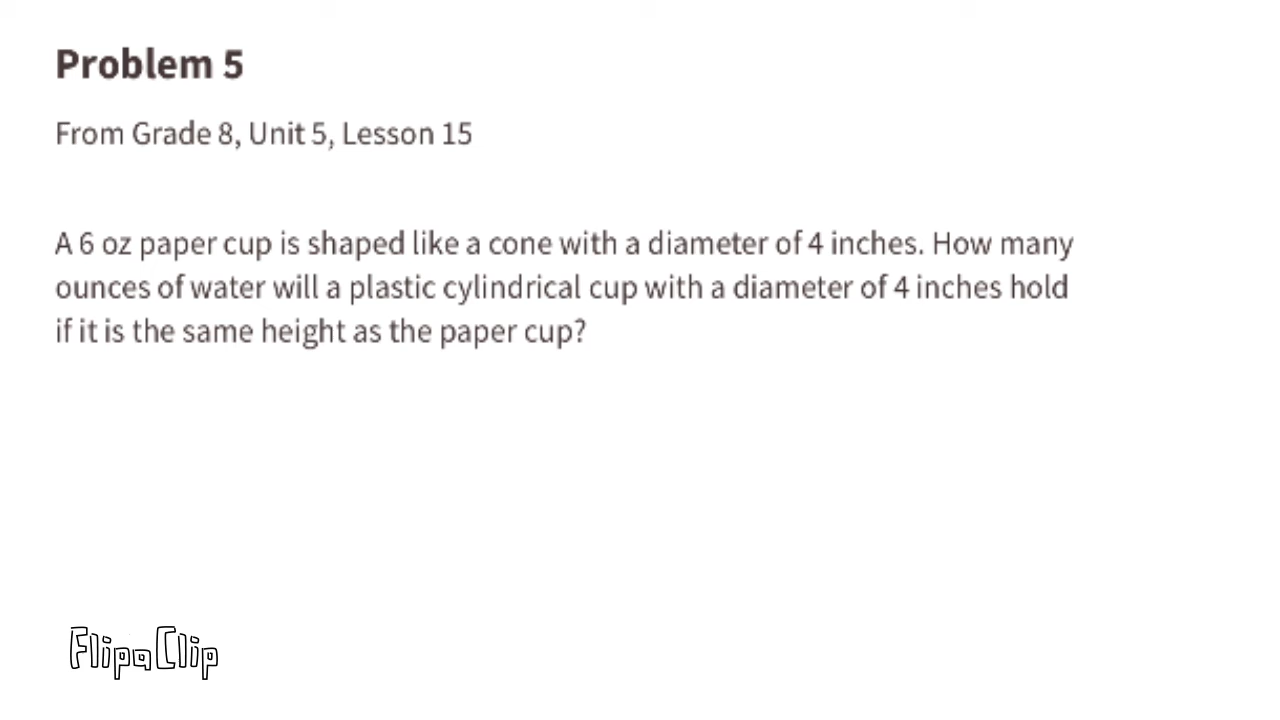 Problem 5
From Grade 8, Unit 5, Lesson 15
A 6 oz paper cup is shaped like a cone with a diameter of 4 inches. How many
ounces of water will a plastic cylindrical cup with a diameter of 4 inches hold
if it is the same height as the paper cup?
FlipaClip